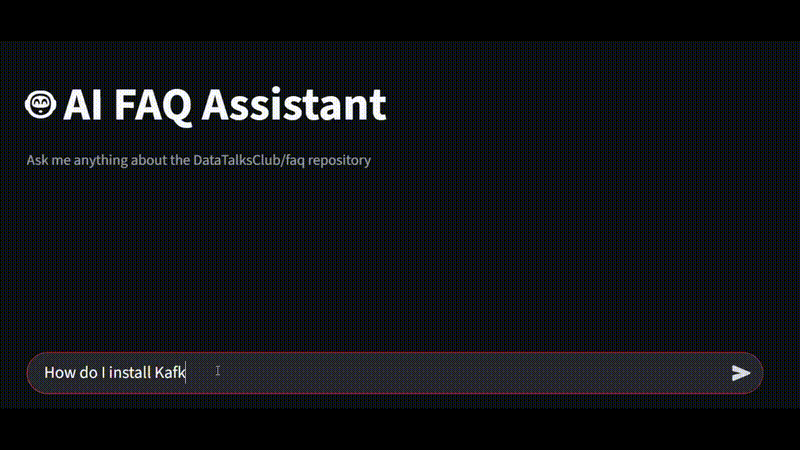 AI FAQ Assistant
Ask me anything about the DataTalksClub/faq repository
How do I install Kafk